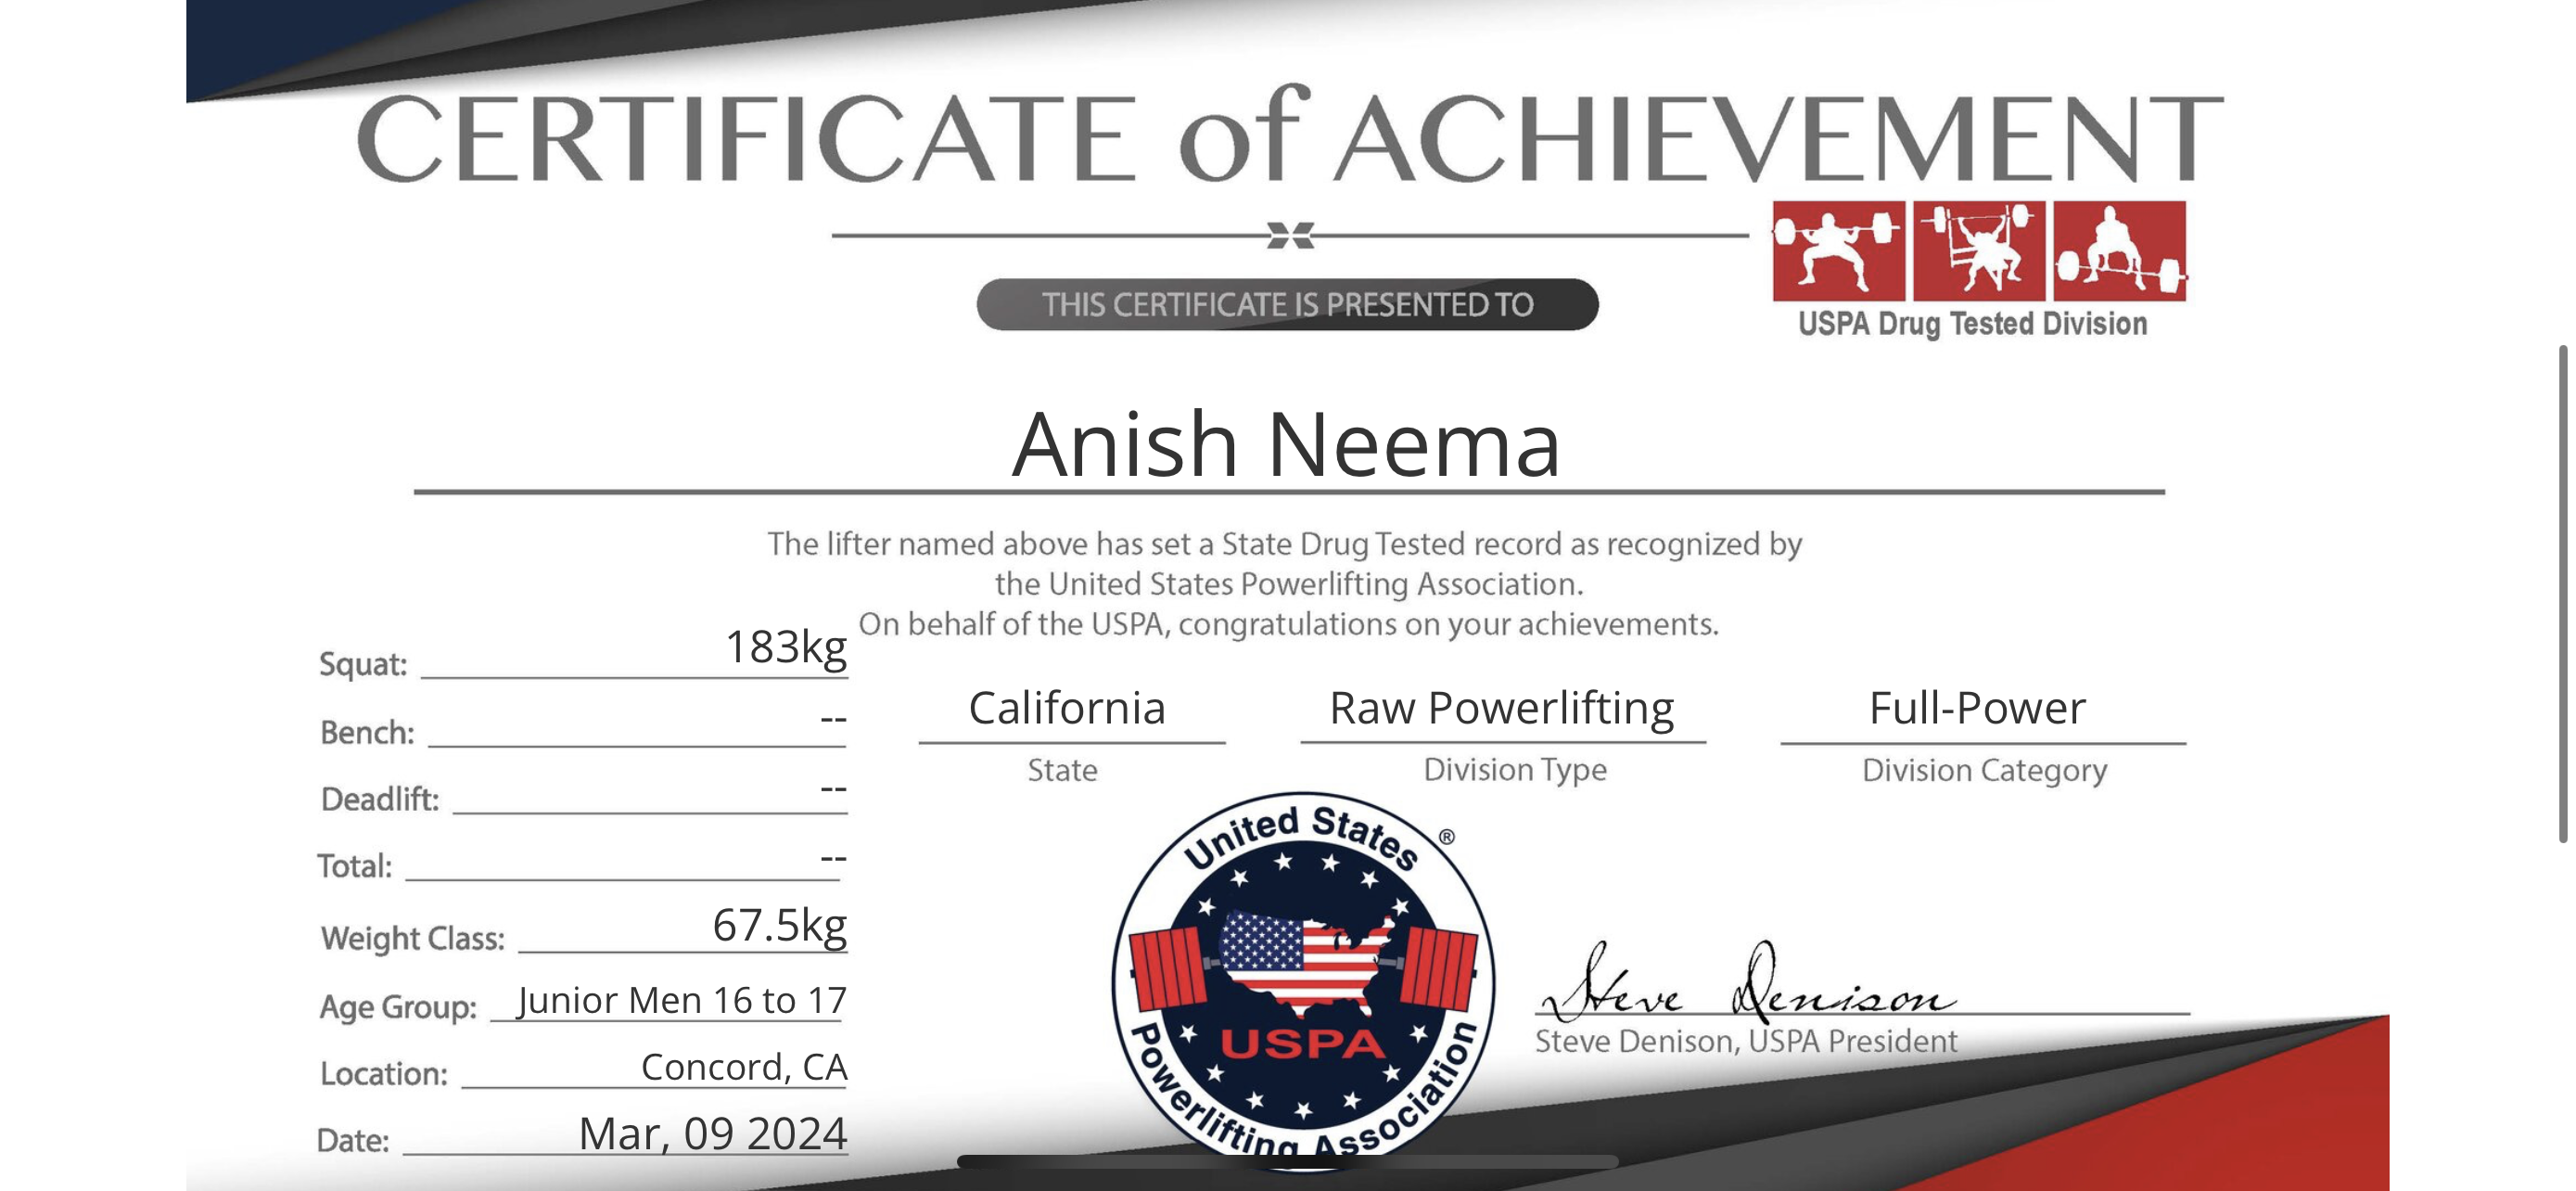 CERTIFICATE of ACHIEVEMENT
THIS CERTIFICATE IS PRESENTED TO
USPA Drug Tested Division
Anish Neema
The lifter named above has set a State Drug Tested record as recognized by
the United States Powerlifting Association.
On behalf of the USPA, congratulations on your achievements.
Squat: 183kg
Bench: --
Deadlift: --
Total: --
Weight Class: 67.5kg
Age Group: Junior Men 16 to 17
Location: Concord, CA
Date: Mar, 09 2024
California
State
Raw Powerlifting
Division Type
Full-Power
Division Category
United States ®
USPA
Powerlifting Association
Steve Denison
Steve Denison, USPA President